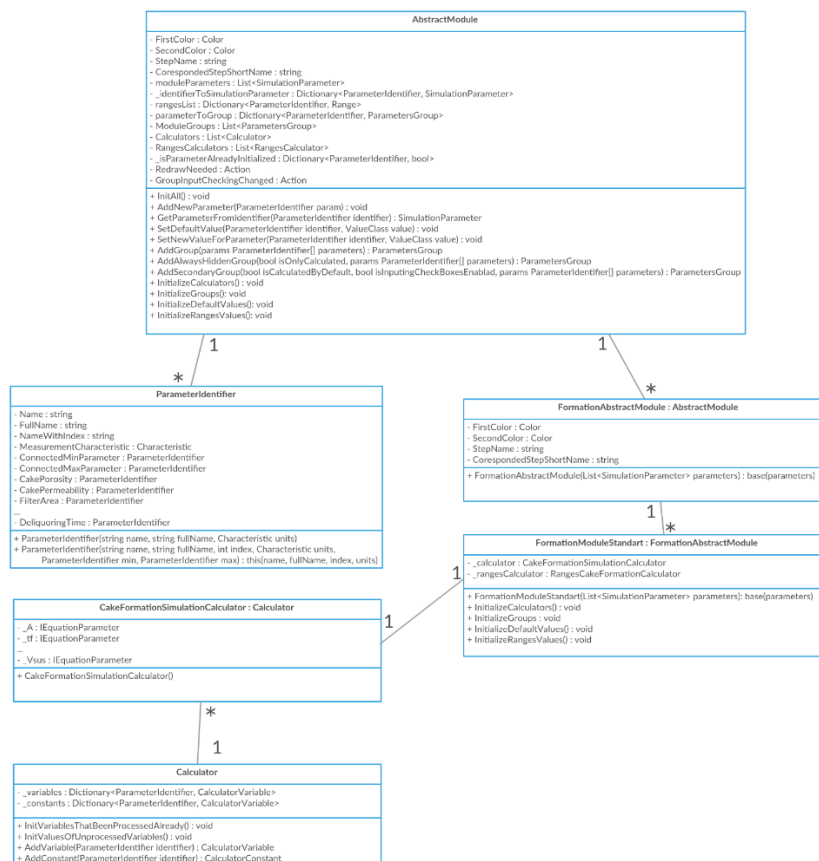 AbstractModule
- FirstColor : Color
- SecondColor : Color
- StepName : string
- CorespondedStepShortName : string
- moduleParameters : List<SimulationParameter>
- _identifierToSimulationParameter : Dictionary<ParameterIdentifier, SimulationParameter>
- rangesList : Dictionary<ParameterIdentifier, Range>
- parameterToGroup : Dictionary<ParameterIdentifier, ParametersGroup>
- ModuleGroups : List<ParametersGroup>
- Calculators : List<Calculator>
- RangesCalculators : List<RangesCalculator>
- _isParameterAlreadyInitialized : Dictionary<ParameterIdentifier, bool>
- RedrawNeeded : Action
- GroupInputCheckingChanged : Action
+ InitAll() : void
+ AddNewParameter(ParameterIdentifier param) : void
+ GetParameterFromIdentifier(ParameterIdentifier identifier) : SimulationParameter
+ SetDefaultValue(ParameterIdentifier identifier, ValueClass value) : void
+ SetNewValueForParameter(ParameterIdentifier identifier, ValueClass value) : void
+ AddGroup(params ParameterIdentifier[] parameters) : ParametersGroup
+ AddAlwaysHiddenGroup(bool isOnlyCalculated, params ParameterIdentifier[] parameters) : ParametersGroup
+ AddSecondaryGroup(bool isCalculatedByDefault, bool isInputingCheckBoxesEnablad, params ParameterIdentifier[] parameters) : ParametersGroup
+ InitializeCalculators(): void
+ InitializeGroups(): void
+ InitializeDefaultValues(): void
+ InitializeRangesValues(): void
1
1
*
*
ParameterIdentifier
- Name : string
- FullName : string
- NameWithIndex : string
- MeasurementCharacteristic : Characteristic
- ConnectedMinParameter : ParameterIdentifier
- ConnectedMaxParameter : ParameterIdentifier
- CakePorosity : ParameterIdentifier
- CakePermeability : ParameterIdentifier
- FilterArea : ParameterIdentifier
...
- DeliquoringTime : ParameterIdentifier
+ ParameterIdentifier(string name, string fullName, Characteristic units)
+ ParameterIdentifier(string name, string fullName, int index, Characteristic units,
ParameterIdentifier min, ParameterIdentifier max) : this(name, fullName, index, units)
FormationAbstractModule : AbstractModule
- FirstColor : Color
- SecondColor : Color
- StepName : string
- CorespondedStepShortName : string
+ FormationAbstractModule(List<SimulationParameter> parameters) : base(parameters)
1
*
FormationModuleStandart : FormationAbstractModule
- _calculator : CakeFormationSimulationCalculator
- _rangesCalculator : RangesCakeFormationCalculator
+ FormationModuleStandart(List<SimulationParameter> parameters): base(parameters)
+ InitializeCalculators() : void
+ InitializeGroups : void
+ InitializeDefaultValues() : void
+ InitializeRangesValues() : void
1
1
CakeFormationSimulationCalculator : Calculator
- _A : IEquationParameter
- _tf : IEquationParameter
...
- _Vsus : IEquationParameter
+ CakeFormationSimulationCalculator()
*
1
Calculator
- _variables : Dictionary<ParameterIdentifier, CalculatorVariable>
- _constants : Dictionary<ParameterIdentifier, CalculatorVariable>
+ InitVariablesThatBeenProcessedAlready() : void
+ InitValuesOfUnprocessedVariables() : void
+ AddVariable(ParameterIdentifier identifier) : CalculatorVariable
+ AddConstant(ParameterIdentifier identifier) : CalculatorConstant